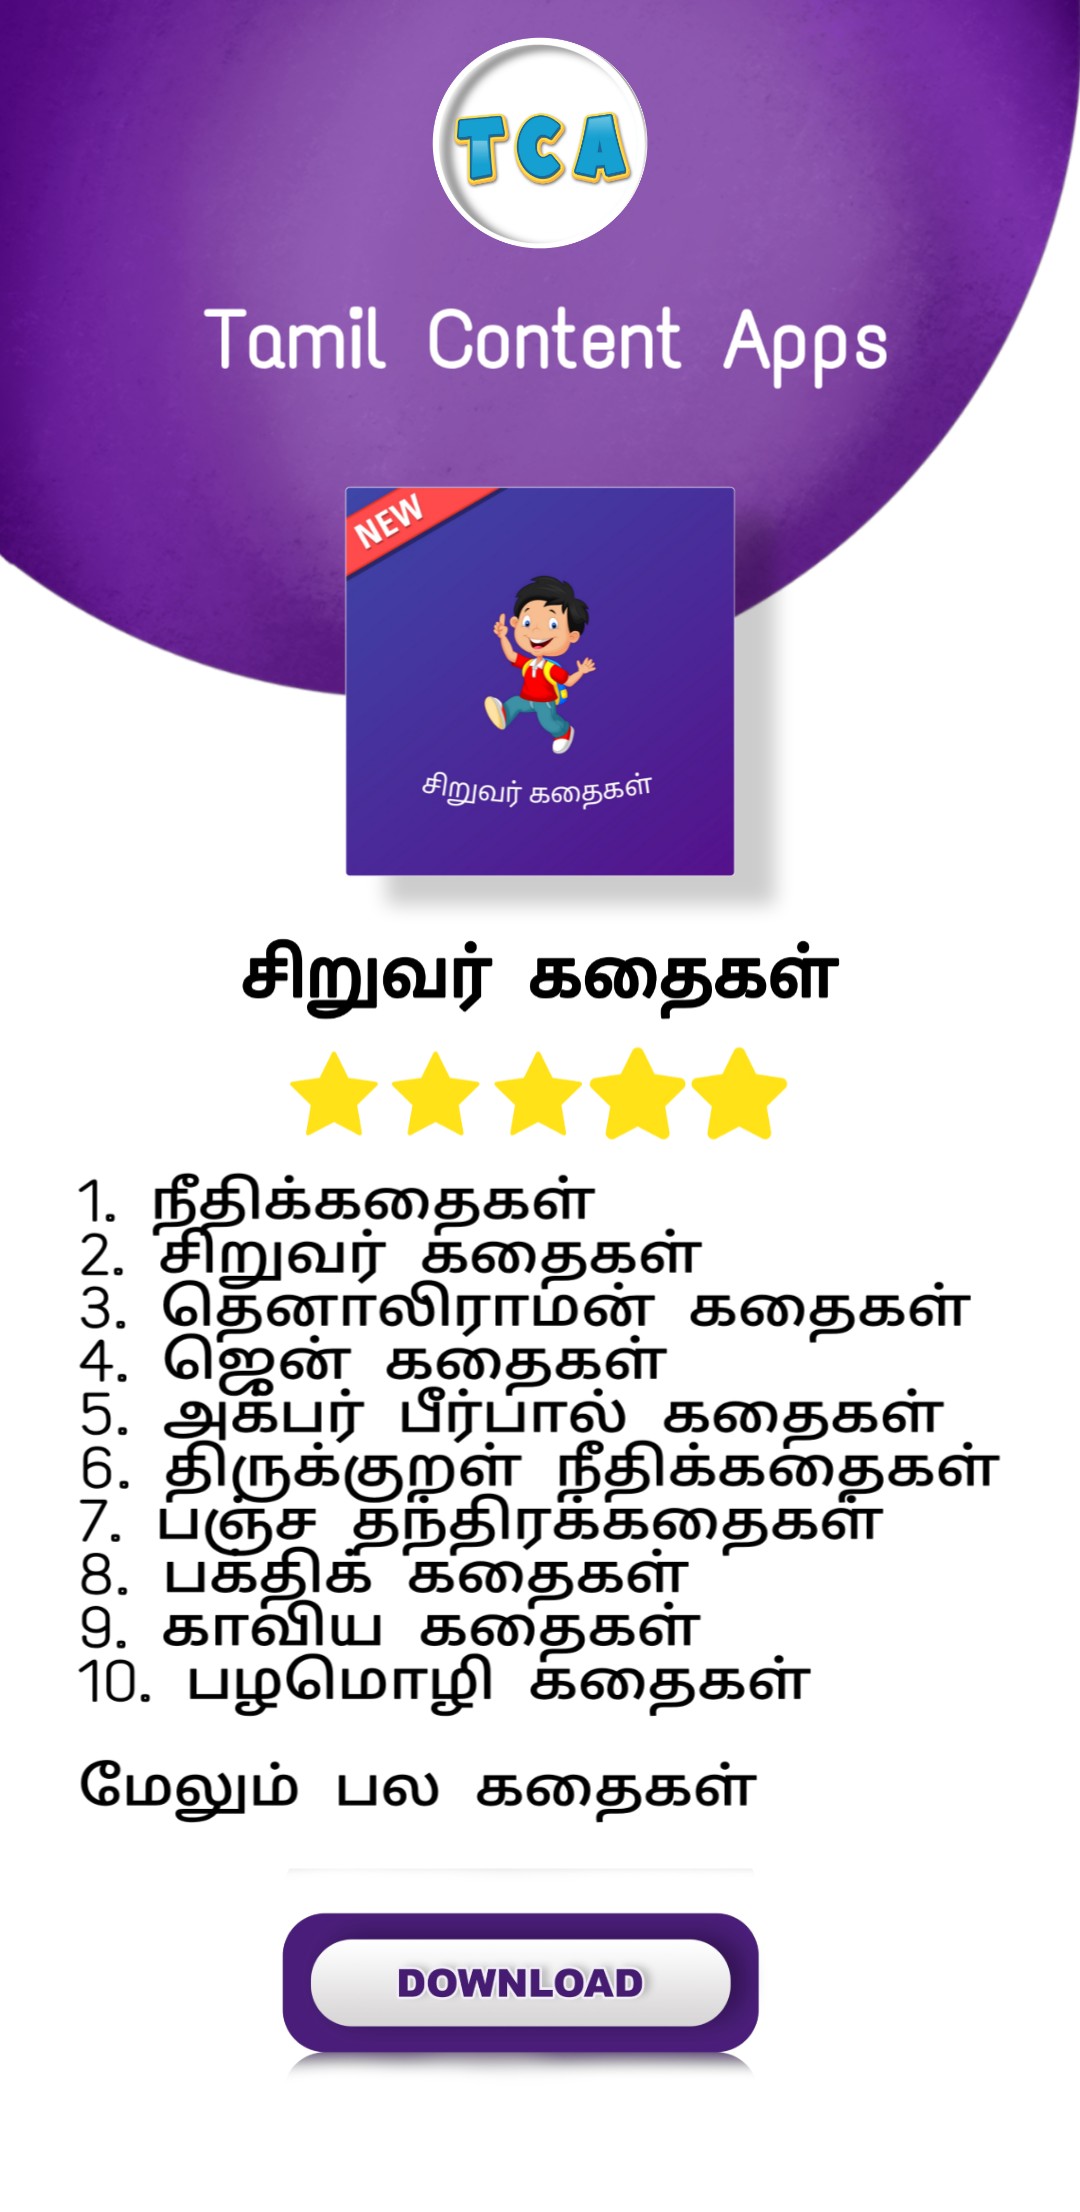 TCA
Tamil Content Apps
NEW
சிறுவர் கதைகள்
சிறுவர் கதைகள்
1. நீதிக்கதைகள்
2. சிறுவர் கதைகள்
3. தெனாலிராமன் கதைகள்
4. ஜென் கதைகள்
5. அக்பர் பீர்பால் கதைகள்
6. திருக்குறள் நீதிக்கதைகள்
7. பஞ்ச தந்திரக்கதைகள்
8. பக்திக் கதைகள்
9. காவிய கதைகள்
10. பழமொழி கதைகள்
மேலும் பல கதைகள்
DOWNLOAD